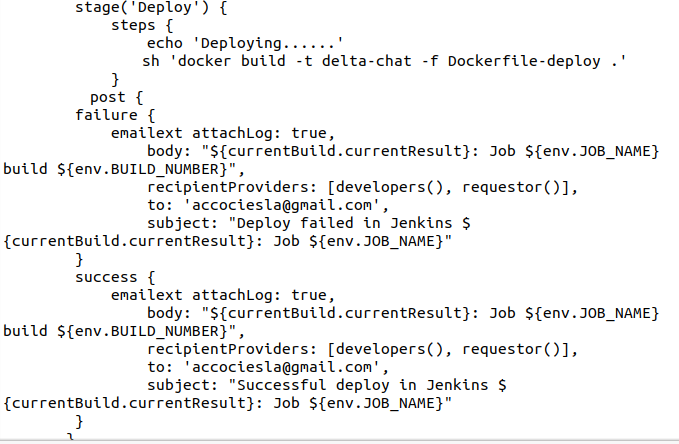 stage('Deploy') {
steps {
echo 'Deploying......'
sh 'docker build -t delta-chat -f Dockerfile-deploy .'
}
post {
failure {
emailext attachLog: true,
body: "${currentBuild.currentResult}: Job ${env.JOB_NAME}
build ${env.BUILD_NUMBER}",
recipientProviders: [developers(), requestor()],
to: 'accociesla@gmail.com',
subject: "Deploy failed in Jenkins $
{currentBuild.currentResult}: Job ${env.JOB_NAME}"
}
success {
emailext attachLog: true,
body: "${currentBuild.currentResult}: Job ${env.JOB_NAME}
build ${env.BUILD_NUMBER}",
recipientProviders: [developers(), requestor()],
to: 'accociesla@gmail.com',
subject: "Successful deploy in Jenkins $
{currentBuild.currentResult}: Job ${env.JOB_NAME}"
}
}